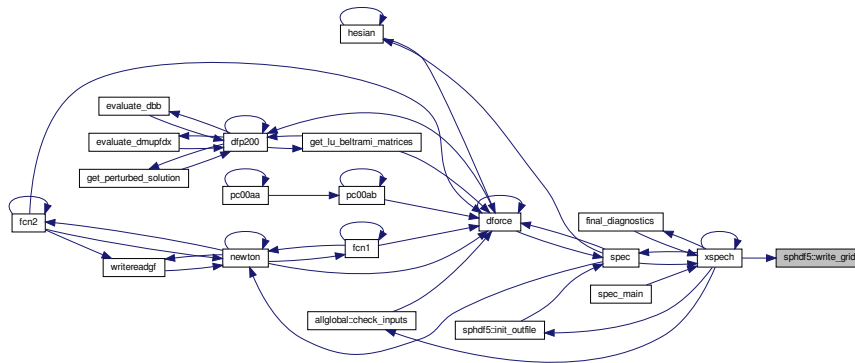 hesian
evaluate_dbb
evaluate_dmupfdx
dfp200
get_lu_beltrami_matrices
get_perturbed_solution
pc00aa
pc00ab
fcn2
dforce
final_diagnostics
fcn1
newton
writereadgf
spec
xspech
sphdf5::write_grid
spec_main
allglobal::check_inputs
sphdf5::init_outfile